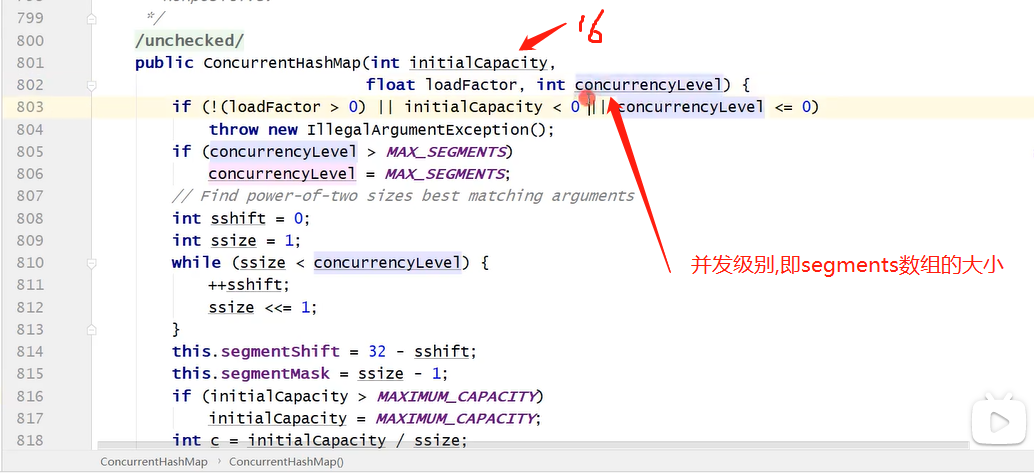 799 */
800 /unchecked/
801 public ConcurrentHashMap(int initialCapacity,
16
802 float loadFactor, int concurrencyLevel) {
803 if (!(loadFactor > 0) || initialCapacity < 0 || concurrencyLevel <= 0)
804 throw new IllegalArgumentException();
805 if (concurrencyLevel > MAX_SEGMENTS)
806 concurrencyLevel = MAX_SEGMENTS;
807 // Find power-of-two sizes best matching arguments
808 int sshift = 0;
809 int ssize = 1;
810 while (ssize < concurrencyLevel) {
并发级别,即segments数组的大小
811 ++sshift;
812 ssize <<= 1;
813 }
814 this.segmentShift = 32 - sshift;
815 this.segmentMask = ssize - 1;
816 if (initialCapacity > MAXIMUM_CAPACITY)
817 initialCapacity = MAXIMUM_CAPACITY;
818 int c = initialCapacity / ssize;
ConcurrentHashMap › ConcurrentHashMap()